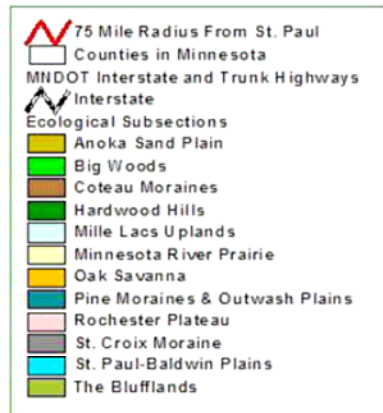 75 Mile Radius From St. Paul
Counties in Minnesota
MNDOT Interstate and Trunk Highways
Interstate
Ecological Subsections
Anoka Sand Plain
Big Woods
Coteau Moraines
Hardwood Hills
Mille Lacs Uplands
Minnesota River Prairie
Oak Savanna
Pine Moraines & Outwash Plains
Rochester Plateau
St. Croix Moraine
St. Paul-Baldwin Plains
The Blufflands